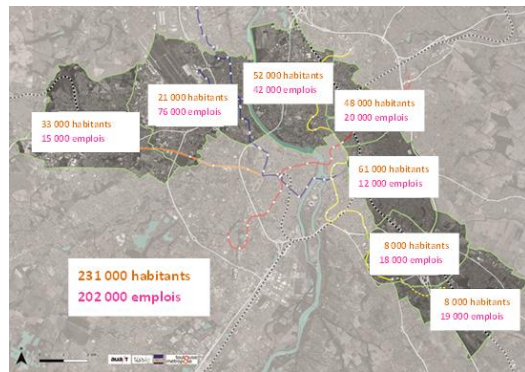 52 000 habitants
42 000 emplois
21 000 habitants
76 000 emplois
48 000 habitants
20 000 emplois
33 000 habitants
15 000 emplois
61 000 habitants
12 000 emplois
8 000 habitants
18 000 emplois
231 000 habitants
202 000 emplois
8 000 habitants
19 000 emplois